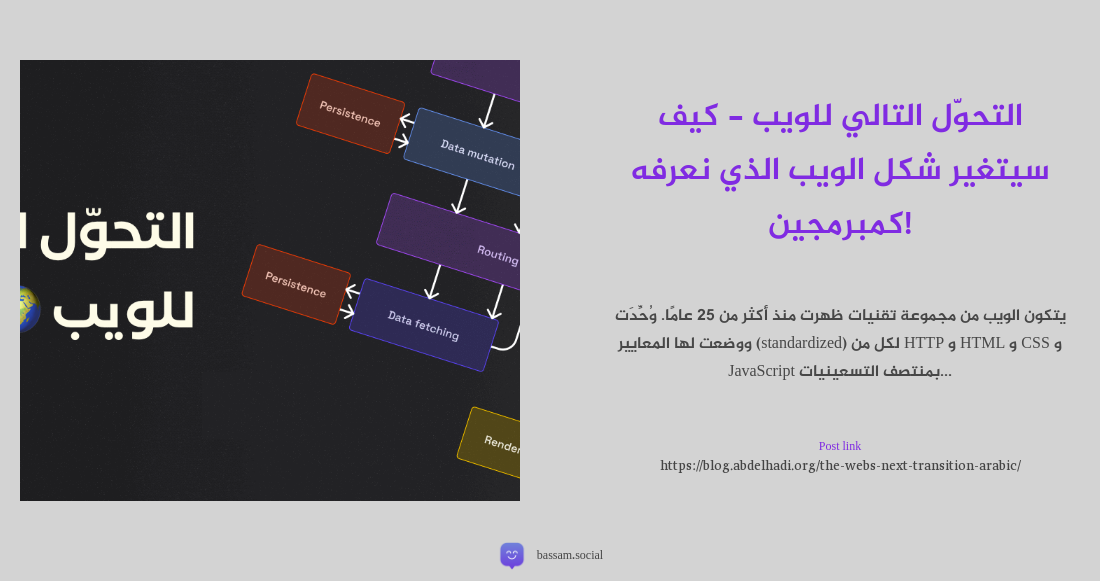 التحوّل التالي للويب – كيف
سيتغير شكل الويب الذي نعرفه
كمبرمجين!
يتكون الويب من مجموعة تقنيات ظهرت منذ أكثر من 25 عامًا. وُحِّدَت
ووضعت لها المعايير (standardized) لكل من HTTP و HTML و CSS و
JavaScript بمنتصف التسعينيات...
Post link
https://blog.abdelhadi.org/the-webs-next-transition-arabic/
Persistence
Data mutation
Routing
Persistence
Data fetching
التحوّل ا
للويب
bassam.social